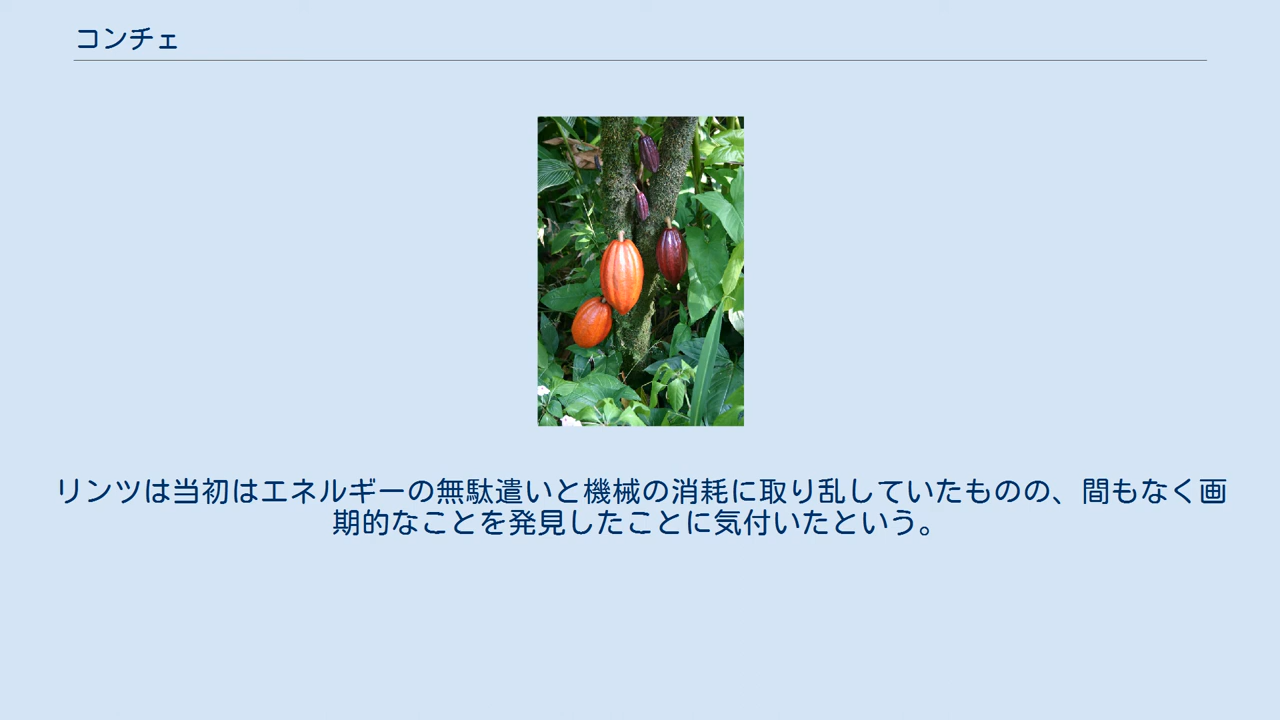 コンチェ
リンツは当初はエネルギーの無駄遣いと機械の消耗に取り乱していたものの、間もなく画
期的なことを発見したことに気付いたという。